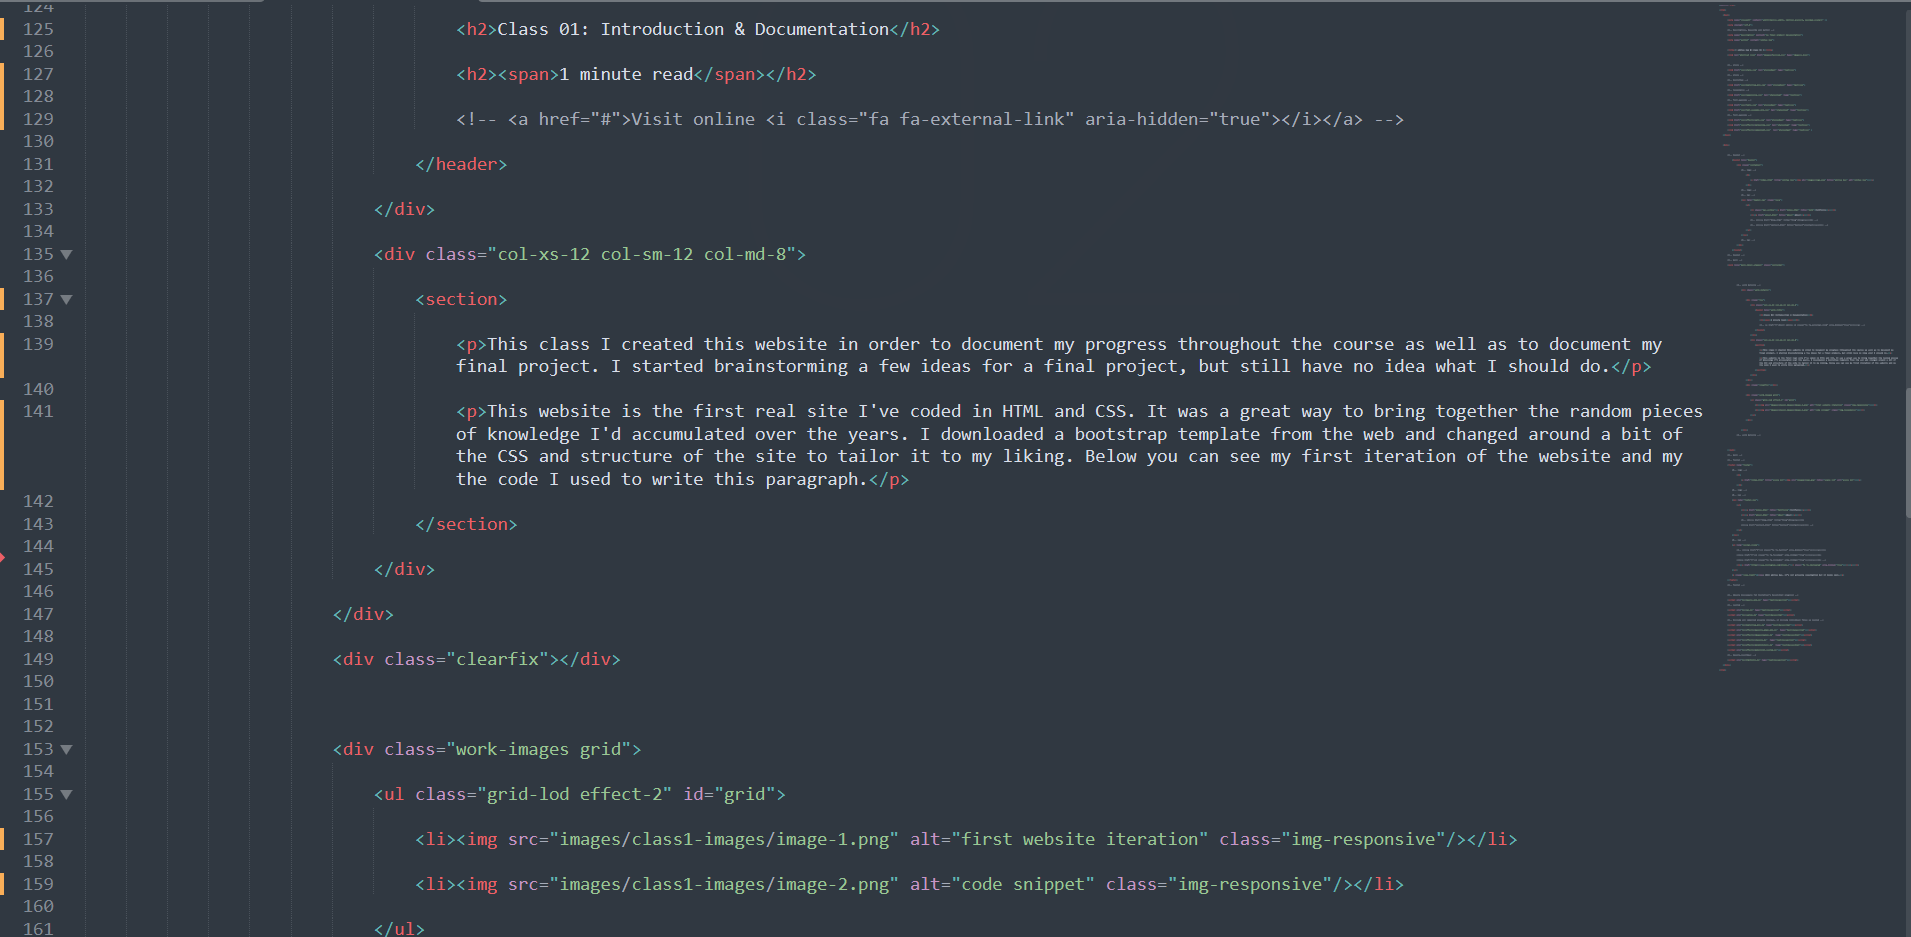 124
125 <h2>Class 01: Introduction & Documentation</h2>
126
127 <h2><span>1 minute read</span></h2>
128
129 <!-- <a href="#">Visit online <i class="fa fa-external-link" aria-hidden="true"></i></a> -->
130
131 </header>
132
133 </div>
134
135 <div class="col-xs-12 col-sm-12 col-md-8">
136
137 <section>
138
139 <p>This class I created this website in order to document my progress throughout the course as well as to document my
final project. I started brainstorming a few ideas for a final project, but still have no idea what I should do.</p>
140
141 <p>This website is the first real site I've coded in HTML and CSS. It was a great way to bring together the random pieces
of knowledge I'd accumulated over the years. I downloaded a bootstrap template from the web and changed around a bit of
the CSS and structure of the site to tailor it to my liking. Below you can see my first iteration of the website and my
the code I used to write this paragraph.</p>
142
143 </section>
144
145 </div>
146
147 </div>
148
149 <div class="clearfix"></div>
150
151
152
153 <div class="work-images grid">
154
155 <ul class="grid-lod effect-2" id="grid">
156
157 <li><img src="images/class1-images/image-1.png" alt="first website iteration" class="img-responsive"/></li>
158
159 <li><img src="images/class1-images/image-2.png" alt="code snippet" class="img-responsive"/></li>
160
161 </ul>